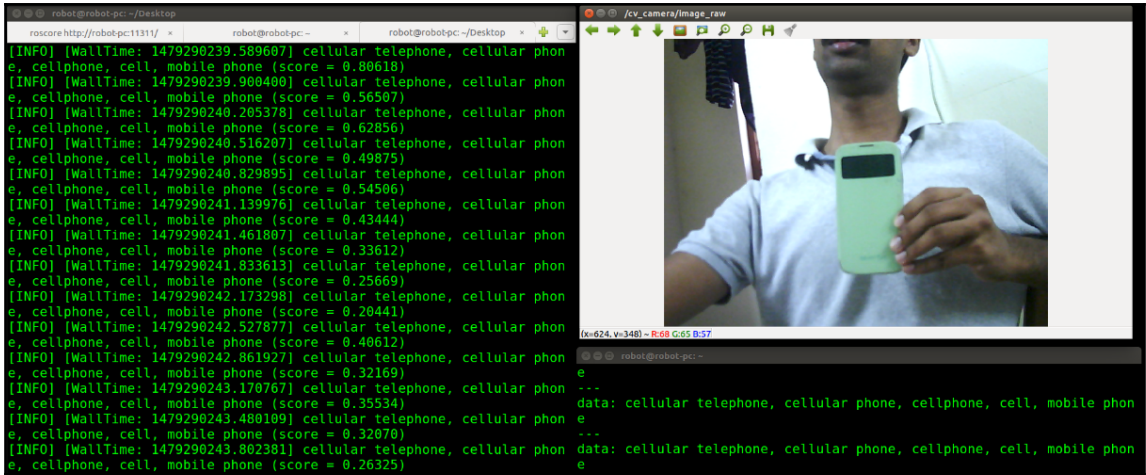 robot@robot-pc: ~/Desktop
roscore http://robot-pc:11311/ ×
robot@robot-pc: ~ ×
robot@robot-pc: ~/Desktop ×
[INFO] [WallTime: 1479290239.589607] cellular telephone, cellular phon
e, cellphone, cell, mobile phone (score = 0.80618)
[INFO] [WallTime: 1479290239.900400] cellular telephone, cellular phon
e, cellphone, cell, mobile phone (score = 0.56507)
[INFO] [WallTime: 1479290240.205378] cellular telephone, cellular phon
e, cellphone, cell, mobile phone (score = 0.62856)
[INFO] [WallTime: 1479290240.516207] cellular telephone, cellular phon
e, cellphone, cell, mobile phone (score = 0.49875)
[INFO] [WallTime: 1479290240.829895] cellular telephone, cellular phon
e, cellphone, cell, mobile phone (score = 0.54506)
[INFO] [WallTime: 1479290241.139976] cellular telephone, cellular phon
e, cellphone, cell, mobile phone (score = 0.43444)
[INFO] [WallTime: 1479290241.461807] cellular telephone, cellular phon
e, cellphone, cell, mobile phone (score = 0.33612)
[INFO] [WallTime: 1479290241.833613] cellular telephone, cellular phon
e, cellphone, cell, mobile phone (score = 0.25669)
[INFO] [WallTime: 1479290242.173298] cellular telephone, cellular phon
e, cellphone, cell, mobile phone (score = 0.20441)
[INFO] [WallTime: 1479290242.527877] cellular telephone, cellular phon
e, cellphone, cell, mobile phone (score = 0.40612)
[INFO] [WallTime: 1479290242.861927] cellular telephone, cellular phon
e, cellphone, cell, mobile phone (score = 0.32169)
[INFO] [WallTime: 1479290243.170767] cellular telephone, cellular phon
e, cellphone, cell, mobile phone (score = 0.35534)
[INFO] [WallTime: 1479290243.480109] cellular telephone, cellular phon
e, cellphone, cell, mobile phone (score = 0.32070)
[INFO] [WallTime: 1479290243.802381] cellular telephone, cellular phon
e, cellphone, cell, mobile phone (score = 0.26325)
/cv_camera/image_raw
(x=624, y=348) ~ R:68 G:65 B:57
robot@robot-pc: ~
e
---
data: cellular telephone, cellular phone, cellphone, cell, mobile phon
e
---
data: cellular telephone, cellular phone, cellphone, cell, mobile phon
e